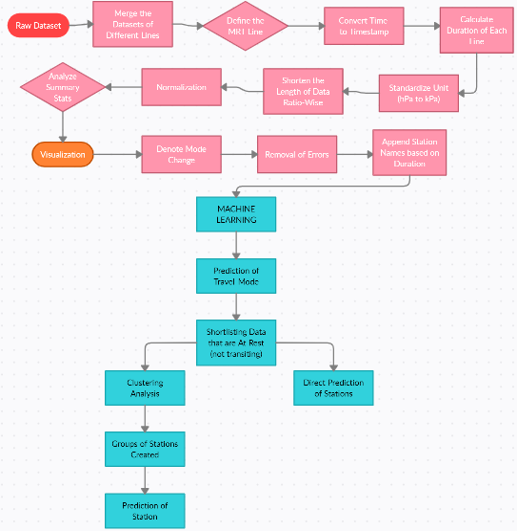 Raw Dataset
Merge the
Datasets of
Different Lines
Define the
MRT Line
Convert Time
to timestamp
Calculate
Duration of Each
Line
Analyze
Summary
Stats
Normalization
Shorten the
Length of Data
Ratio-Wise
Standardize Unit
(hPa to kPa)
Visualization
Denote Mode
Change
Removal of Errors
Append Station
Names based on
Duration
MACHINE
LEARNING
Prediction of
Travel Mode
Shortlisting Data
that are At Rest
(not transiting)
Clustering
Analysis
Direct Prediction
of Stations
Groups of Stations
Created
Prediction of
Station